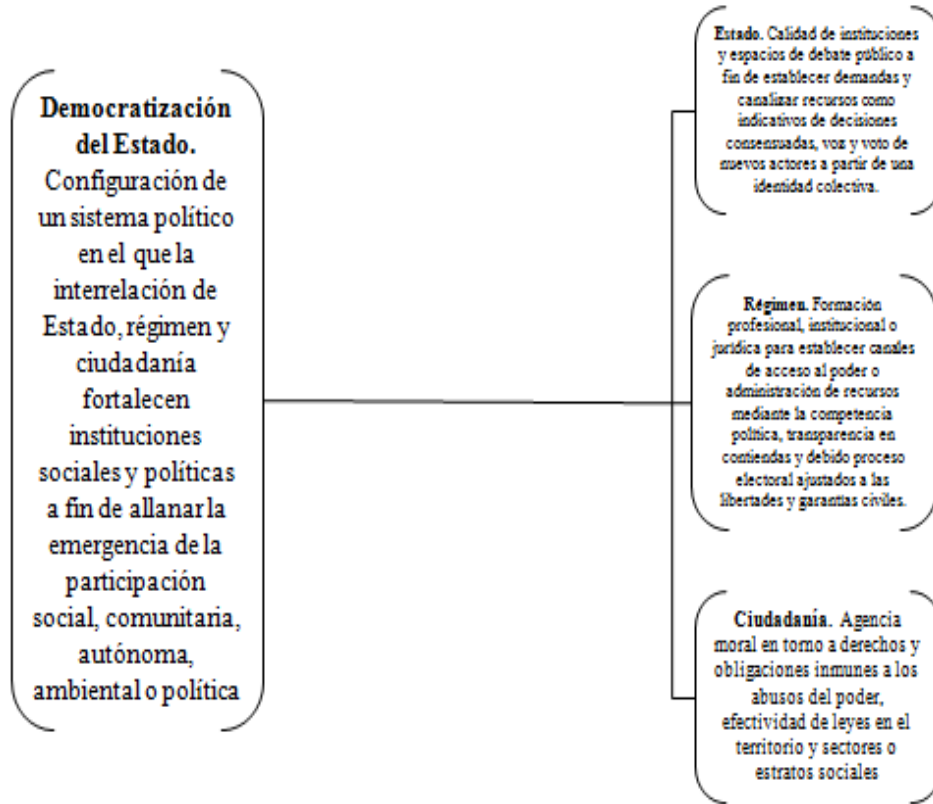 Democratización
del Estado.
Configuración de
un sistema político
en el que la
interrelación de
Estado, régimen y
ciudadanía
fortalecen
instituciones
sociales y políticas
a fin de allanar la
emergencia de la
participación
social, comunitaria,
autónoma,
ambiental o política
Estado. Calidad de instituciones
y espacios de debate público a
fin de establecer demandas y
canalizar recursos como
indicativos de decisiones
consensuadas, voz y voto de
nuevos actores a partir de una
identidad colectiva.
Régimen. Formación
profesional, institucional o
jurídica para establecer canales
de acceso al poder o
administración de recursos
mediante la competencia
política, transparencia en
contiendas y debido proceso
electoral ajustados a las
libertades y garantías civiles.
Ciudadanía. Agencia
moral en torno a derechos y
obligaciones inmunes a los
abusos del poder,
efectividad de leyes en el
territorio y sectores o
estratos sociales